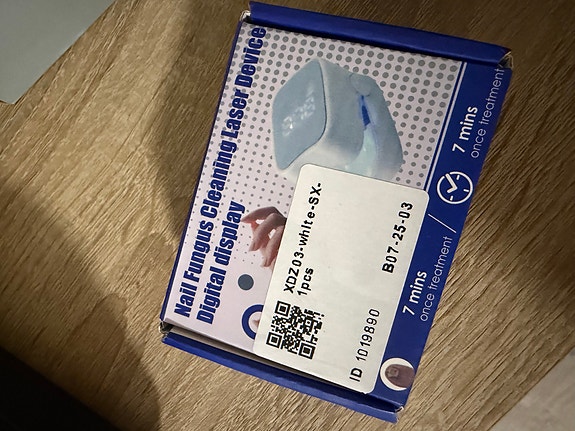 Nail Fungus Cleaning Laser Device
Digital display
7 mins
once treatment
7 mins
once treatment
XDZ03-white-SX-
1pcs
B07-25-03
ID 1019890